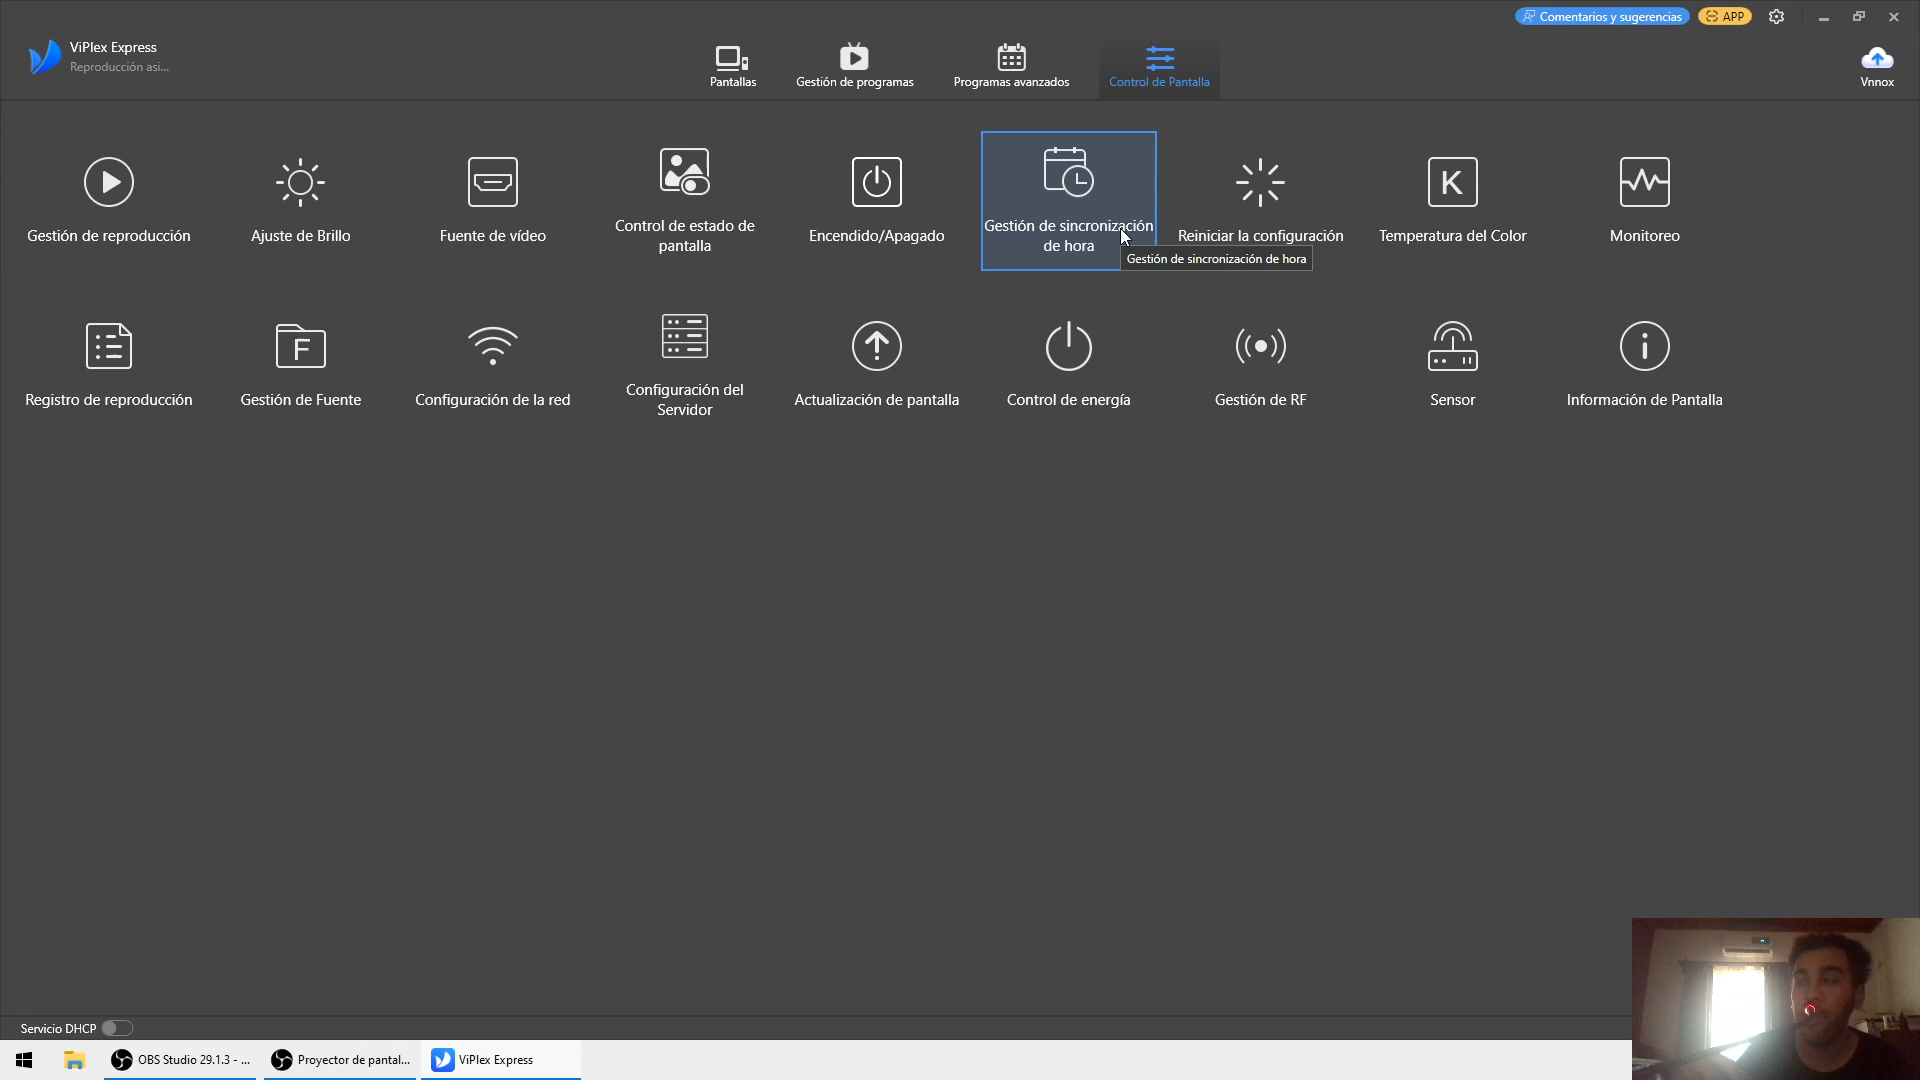 Comentarios y sugerencias
APP
ViPlex Express
Reproducción asi...
Pantallas
Gestión de programas
Programas avanzados
Control de Pantalla
Vnnox
Gestión de reproducción
Ajuste de Brillo
Fuente de vídeo
Control de estado de
pantalla
Encendido/Apagado
Gestión de sincronización
de hora
Reiniciar la configuración
Temperatura del Color
Monitoreo
Gestión de sincronización de hora
Registro de reproducción
F
Gestión de Fuente
Configuración de la red
Configuración del
Servidor
Actualización de pantalla
Control de energía
Gestión de RF
Sensor
Información de Pantalla
K
Servicio DHCP
OBS Studio 29.1.3 - ...
Proyector de pantal...
ViPlex Express